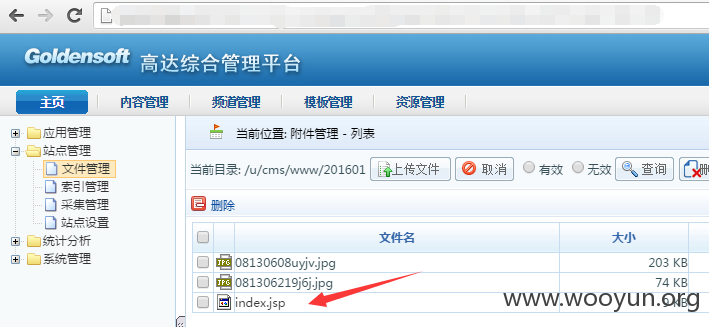 Goldensoft 高达综合管理平台
主页 内容管理 频道管理 模板管理 资源管理
应用管理
站点管理
文件管理
索引管理
采集管理
站点设置
统计分析
系统管理
当前位置: 附件管理 - 列表
当前目录: /u/cms/www/201601 上传文件 取消 有效 无效 查询
删除
文件名 大小
JPG 08130608uyjv.jpg 203 KB
JPG 081306219j6j.jpg 74 KB
index.jsp 9 KB
www.wooyun.org